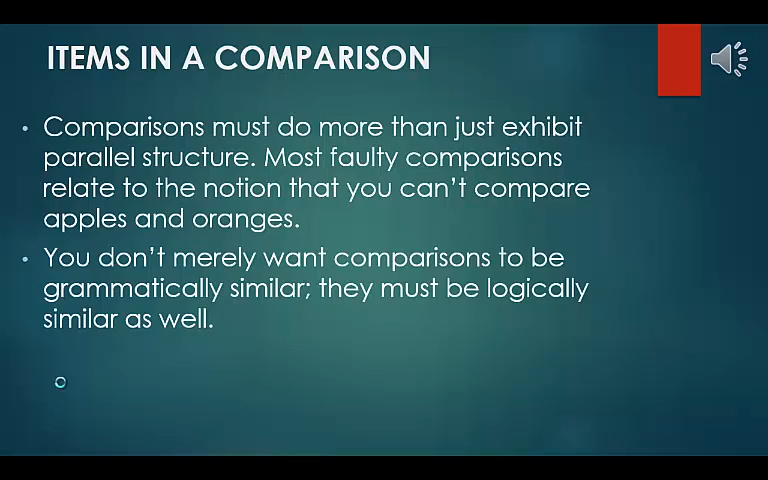 ITEMS IN A COMPARISON
• Comparisons must do more than just exhibit
parallel structure. Most faulty comparisons
relate to the notion that you can’t compare
apples and oranges.
• You don’t merely want comparisons to be
grammatically similar; they must be logically
similar as well.